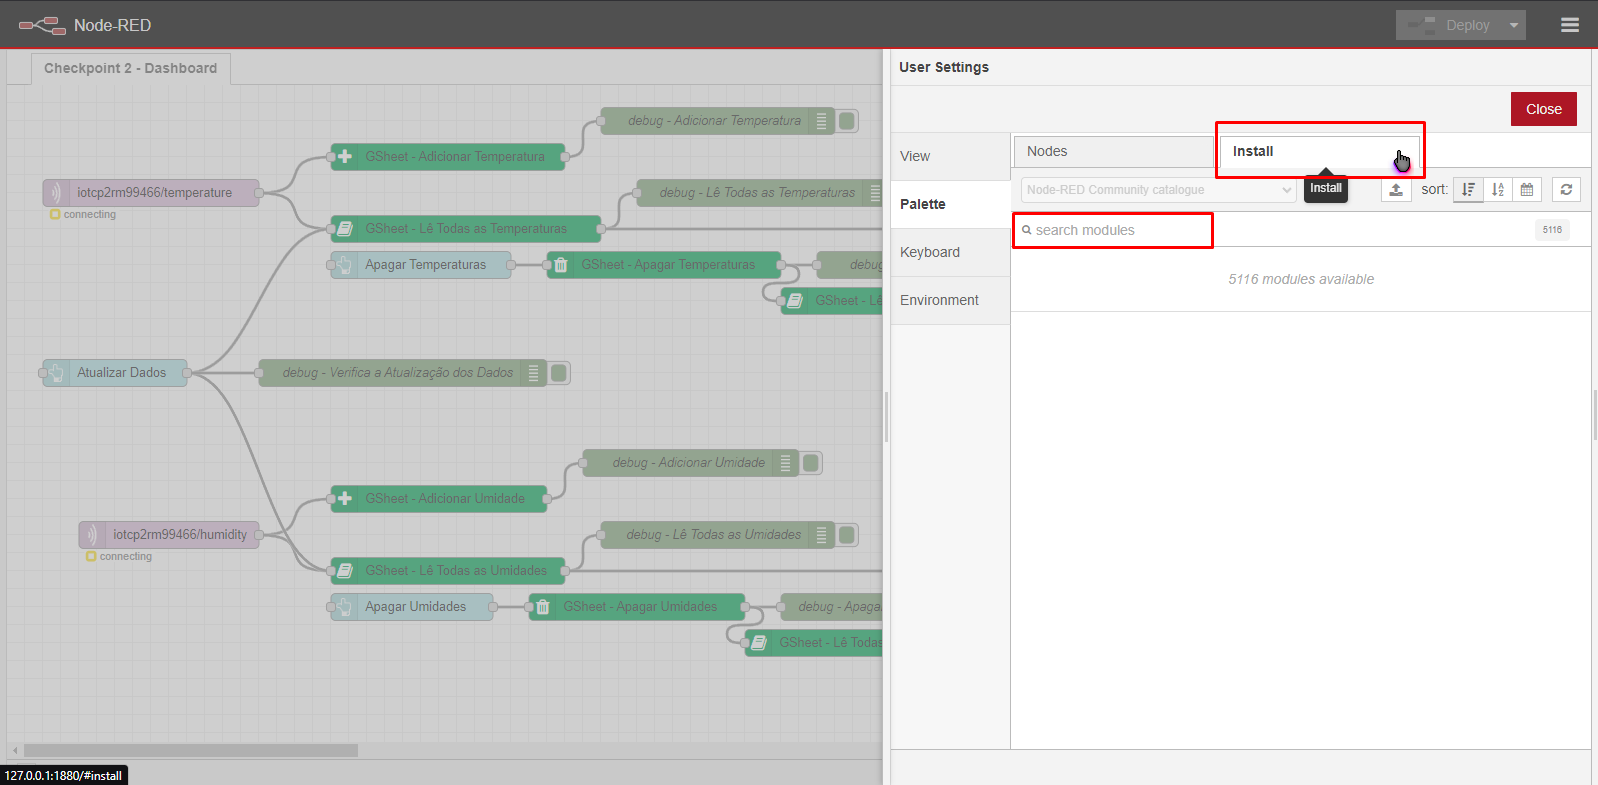 Node-RED
Deploy
Checkpoint 2 - Dashboard
User Settings
Close
debug - Adicionar Temperatura
GSheet - Adicionar Temperatura
iotcp2rm99466/temperature
connecting
debug - Lê Todas as Temperaturas
GSheet - Lê Todas as Temperaturas
Apagar Temperaturas
GSheet - Apagar Temperaturas
debug
GSheet - Lê
Atualizar Dados
debug - Verifica a Atualização dos Dados
debug - Adicionar Umidade
GSheet - Adicionar Umidade
iotcp2rm99466/humidity
connecting
debug - Lê Todas as Umidades
GSheet - Lê Todas as Umidades
Apagar Umidades
GSheet - Apagar Umidades
debug - Apaga
GSheet - Lê Todas
View
Palette
Keyboard
Environment
Nodes
Install
Node-RED Community catalogue
Install
sort:
search modules
5116
5116 modules available
127.0.0.1:1880/#install